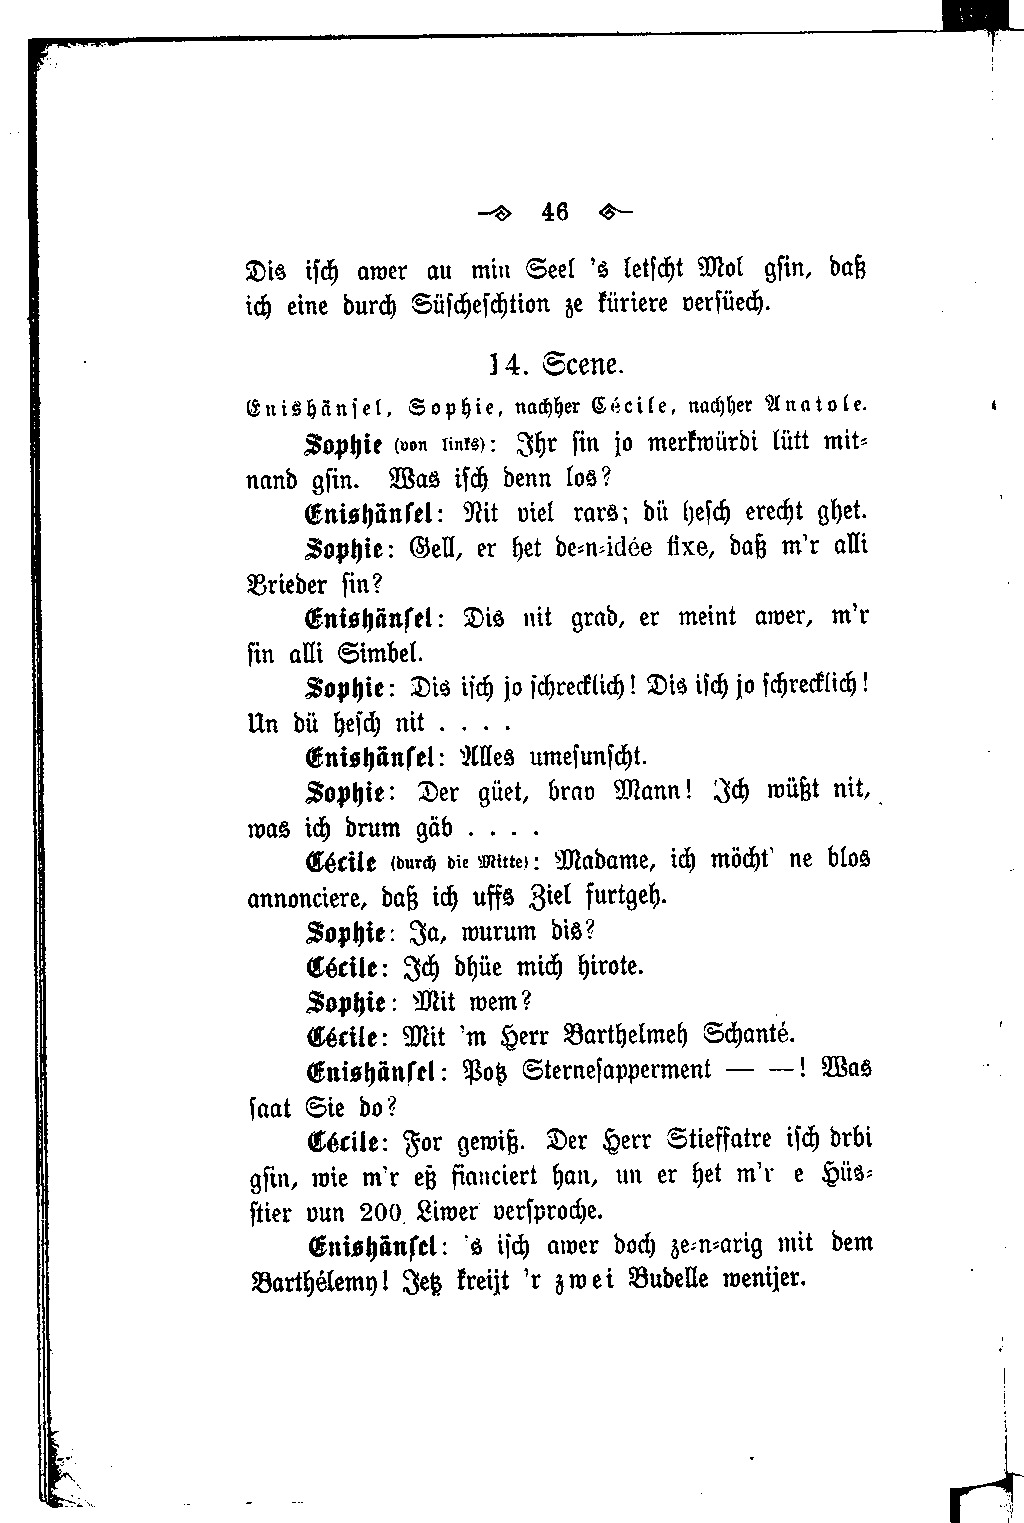 46
Dis isch awer au min Seel 's letscht Mol gsin, daß
ich eine durch Süscheschtion ze küriere versüech.
14. Scene.
Enishänsel, Sophie, nachher Cécile, nachher Anatole.
Sophie (von links): Ihr sin jo merkwürdi lütt mit-
nand gsin. Was isch denn los?
Enishänsel: Nit viel rars; dü hesch erecht ghet.
Sophie: Gell, er het de-n-idée fixe, daß m'r alli
Brieder sin?
Enishänsel: Dis nit grad, er meint awer, m'r
sin alli Simbel.
Sophie: Dis isch jo schrecklich! Dis isch jo schrecklich!
Un dü hesch nit . . . .
Enishänsel: Alles umesunscht.
Sophie: Der güet, brav Mann! Ich wüßt nit,
was ich drum gäb . . . .
Cécile (durch die Mitte): Madame, ich möcht' ne blos
annonciere, daß ich uffs Ziel furtgeh.
Sophie: Ja, wurum dis?
Cécile: Ich dhüe mich hirote.
Sophie: Mit wem?
Cécile: Mit 'm Herr Barthelmeh Schanté.
Enishänsel: Potz Sternesapperment — —! Was
saat Sie do?
Cécile: For gewiß. Der Herr Stieffatre isch drbi
gsin, wie m'r eß fianciert han, un er het m'r e Hüs-
stier vun 200 Liwer versproche.
Enishänsel: 's isch awer doch ze-n-arig mit dem
Barthélemy! Jetz kreijt 'r zwei Budelle wenijer.